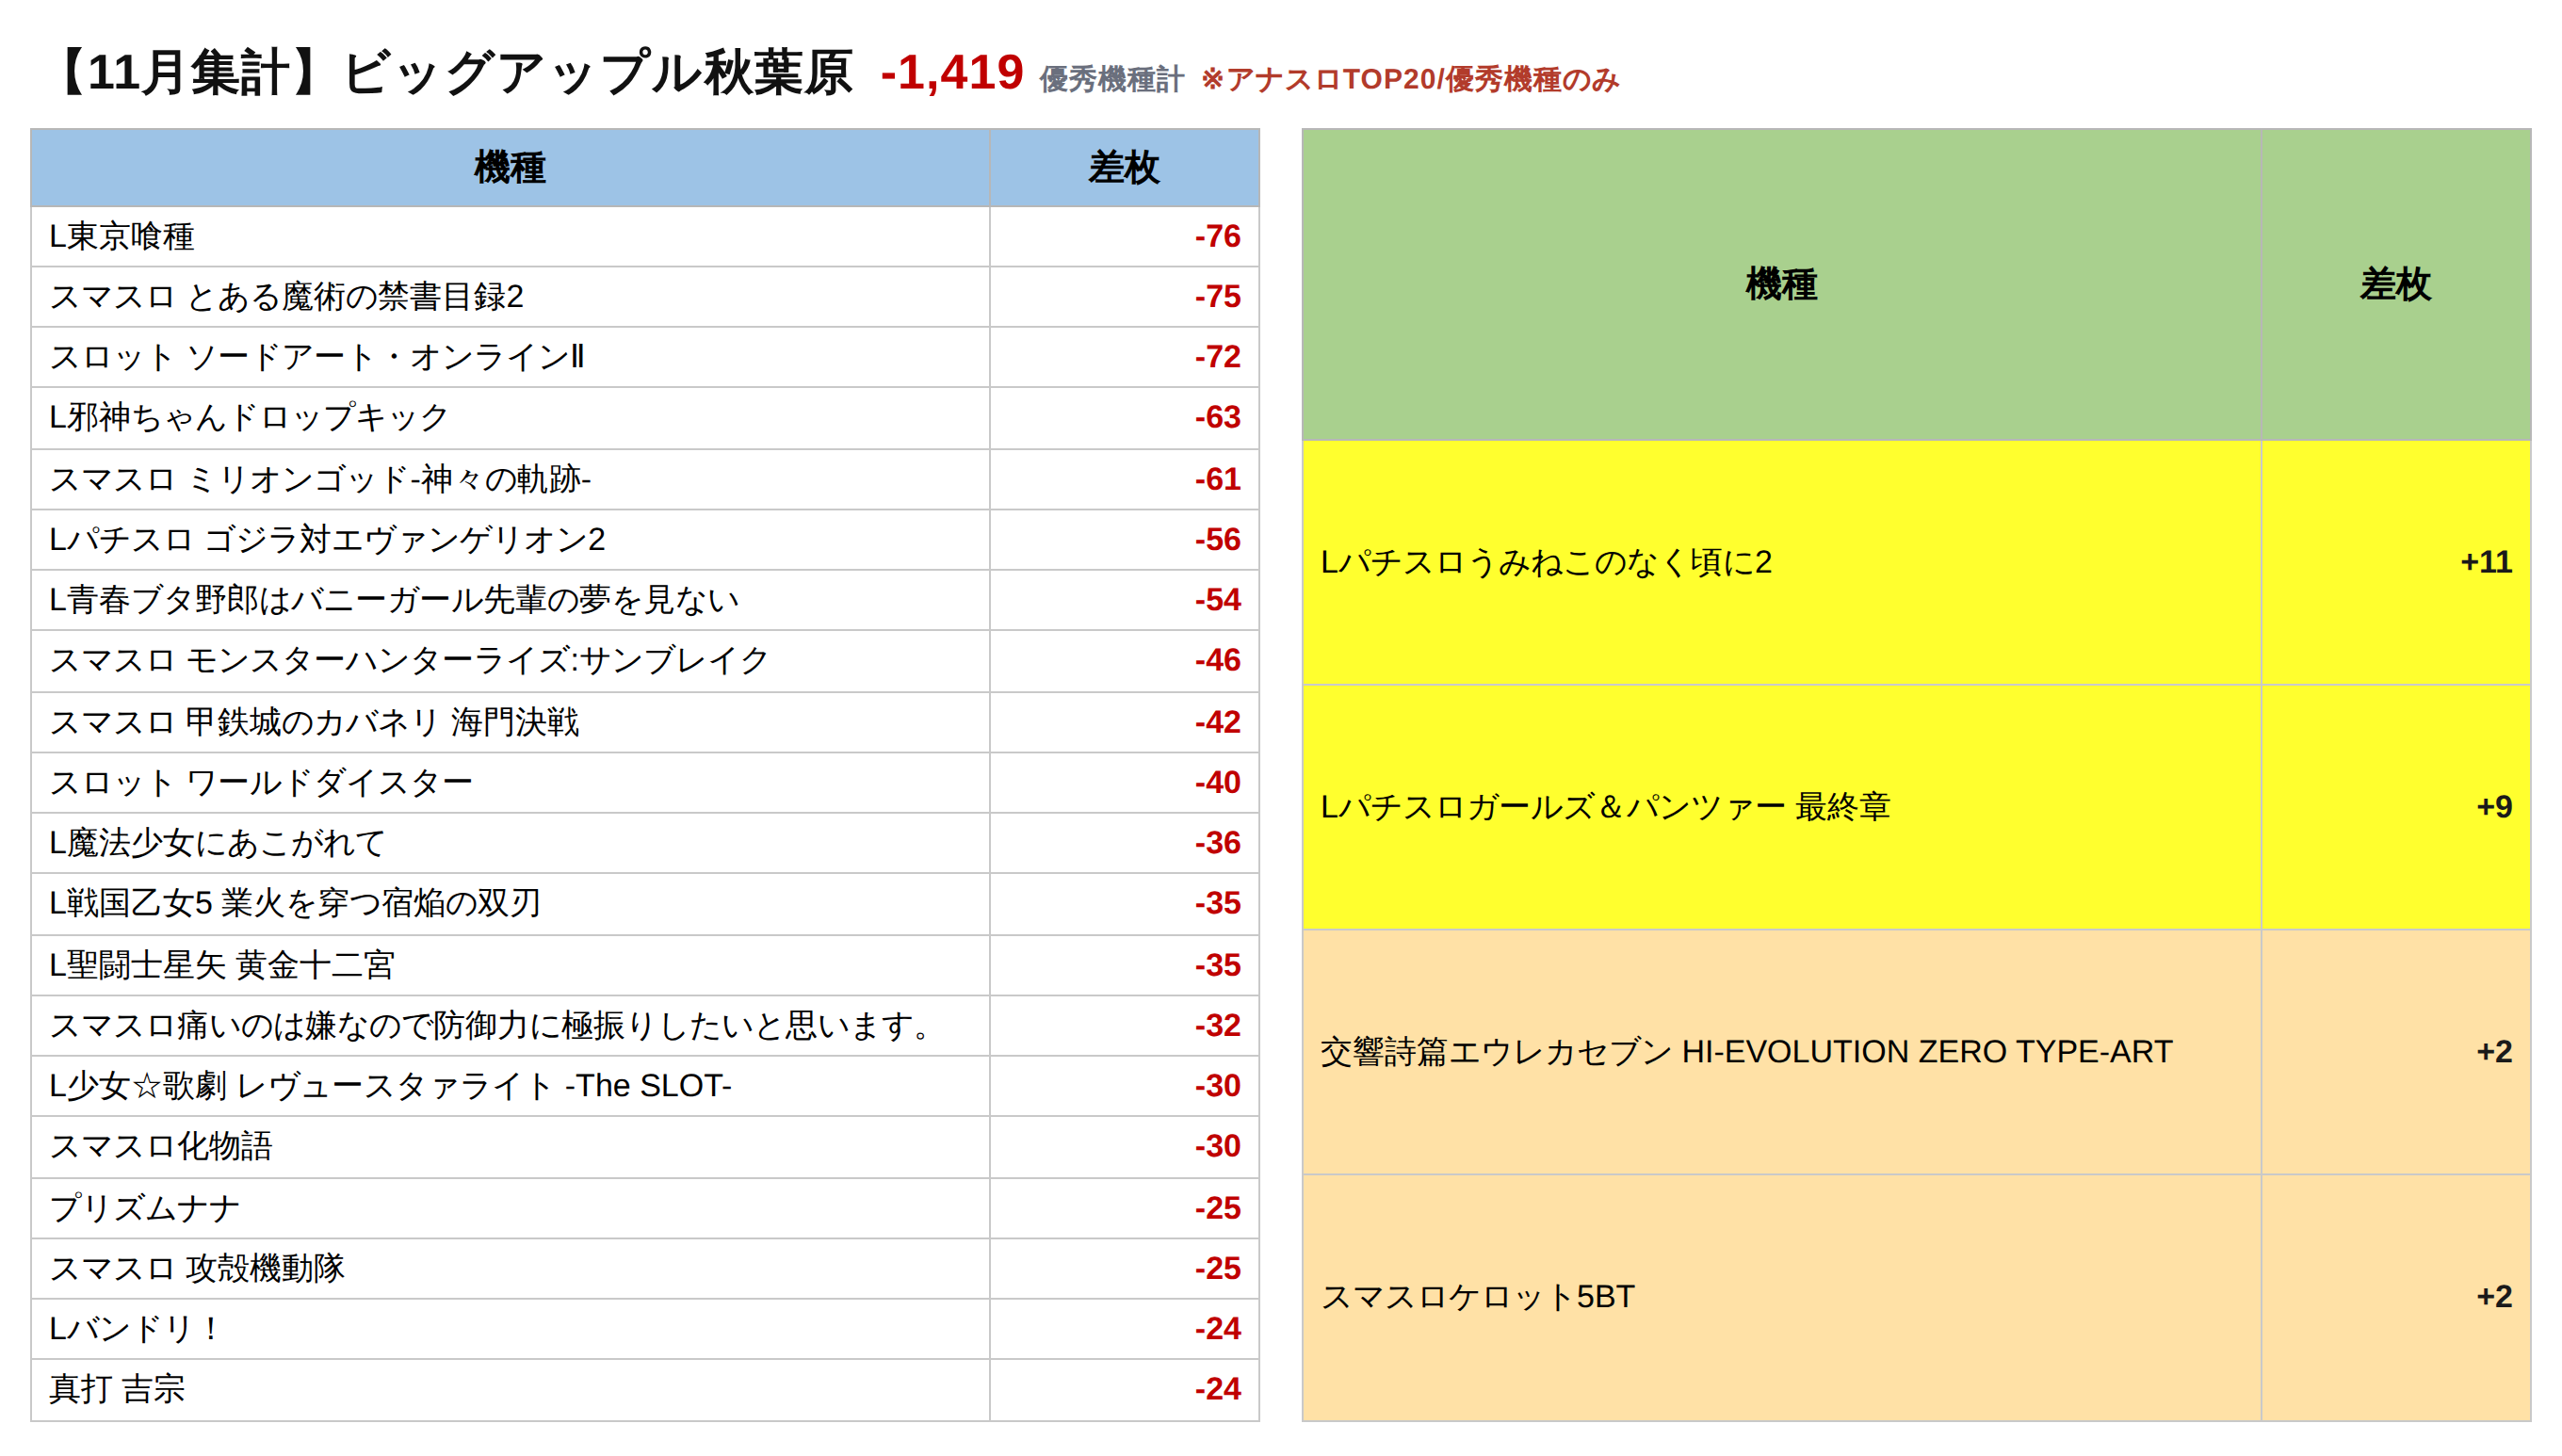 【11月集計】ビッグアップル秋葉原 -1,419 優秀機種計 ※アナスロTOP20/優秀機種のみ
機種 差枚
L東京喰種 -76
スマスロ とある魔術の禁書目録2 -75
スロット ソードアート・オンラインⅡ -72
L邪神ちゃんドロップキック -63
スマスロ ミリオンゴッド-神々の軌跡- -61
Lパチスロ ゴジラ対エヴァンゲリオン2 -56
L青春ブタ野郎はバニーガール先輩の夢を見ない -54
スマスロ モンスターハンターライズ:サンブレイク -46
スマスロ 甲鉄城のカバネリ 海門決戦 -42
スロット ワールドダイスター -40
L魔法少女にあこがれて -36
L戦国乙女5 業火を穿つ宿焔の双刃 -35
L聖闘士星矢 黄金十二宮 -35
スマスロ痛いのは嫌なので防御力に極振りしたいと思います。 -32
L少女☆歌劇 レヴュースタァライト -The SLOT- -30
スマスロ化物語 -30
プリズムナナ -25
スマスロ 攻殻機動隊 -25
Lバンドリ！ -24
真打 吉宗 -24
機種 差枚
Lパチスロうみねこのなく頃に2 +11
Lパチスロガールズ＆パンツァー 最終章 +9
交響詩篇エウレカセブン HI-EVOLUTION ZERO TYPE-ART +2
スマスロケロット5BT +2